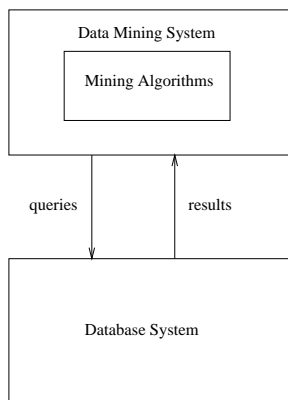 Data Mining System
Mining Algorithms
queries
results
Database System